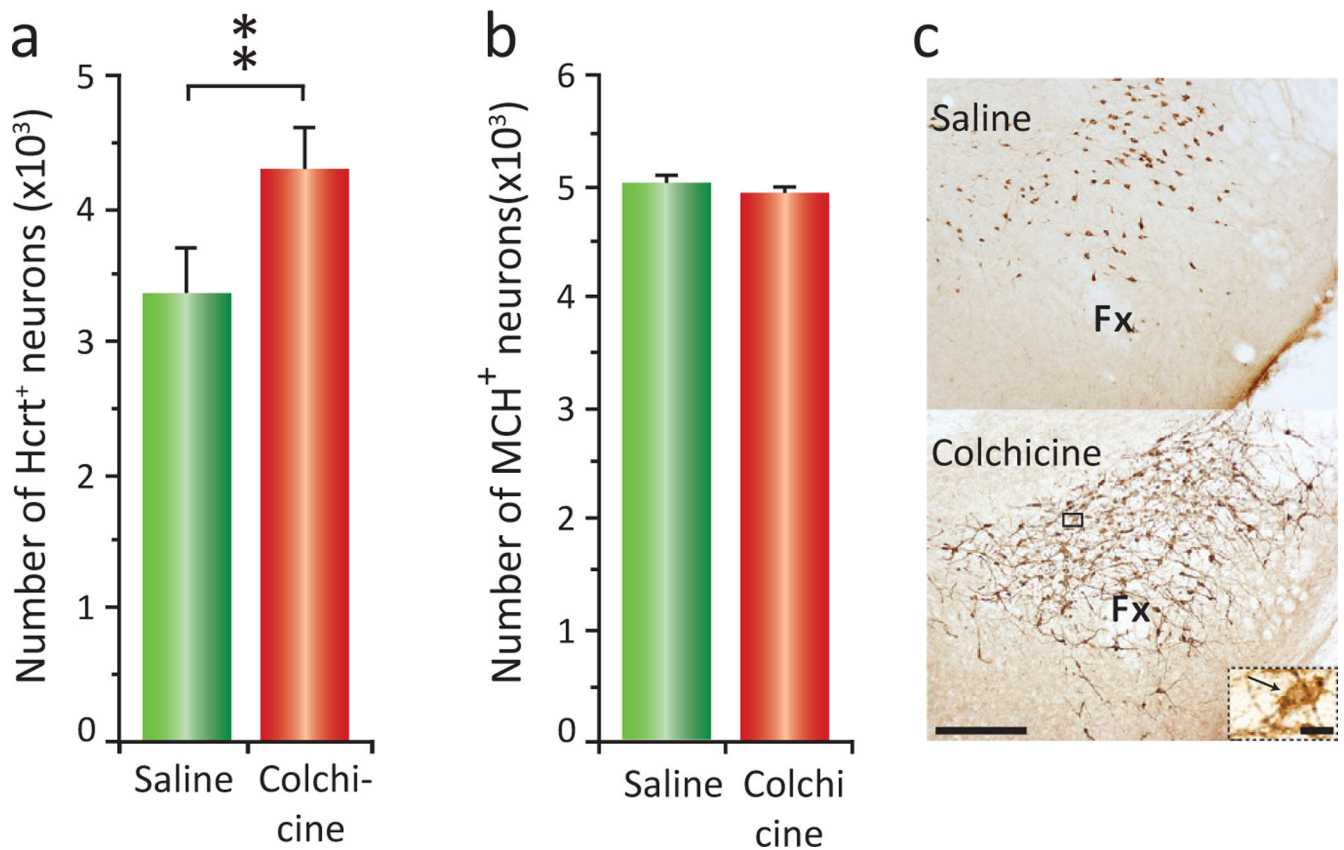 a
**
Number of Hcrt⁺ neurons (x10³)
5
4
3
2
1
0
Saline
Colchi-
cine
b
Number of MCH⁺ neurons(x10³)
6
5
4
3
2
1
0
Saline
Colchi
cine
c
Saline
Fx
Colchicine
Fx